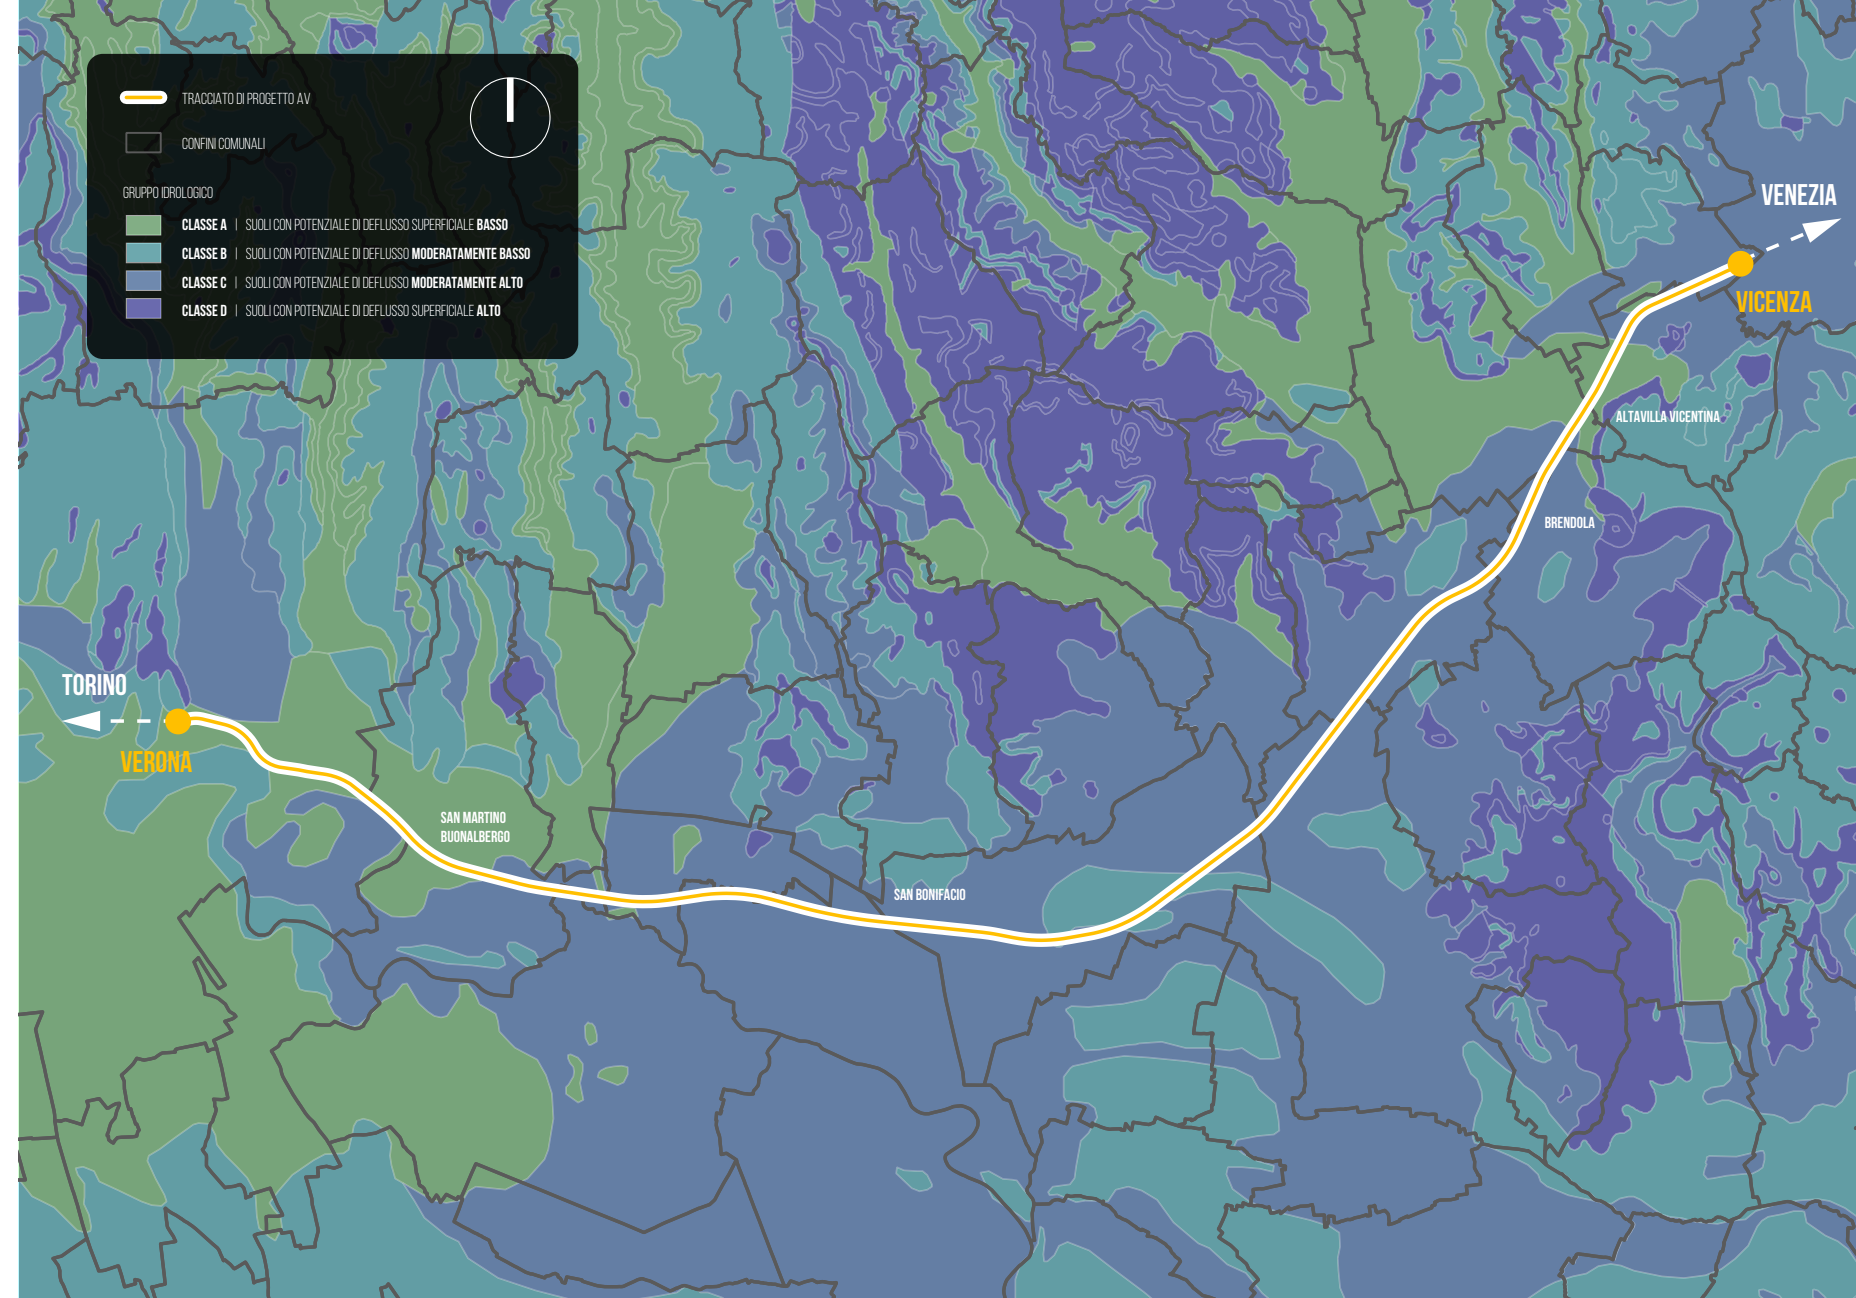 TRACCIATO DI PROGETTO AV
CONFINI COMUNALI
GRUPPO IDROLOGICO
CLASSE A | SUOLI CON POTENZIALE DI DEFLUSSO SUPERFICIALE BASSO
CLASSE B | SUOLI CON POTENZIALE DI DEFLUSSO MODERATAMENTE BASSO
CLASSE C | SUOLI CON POTENZIALE DI DEFLUSSO MODERATAMENTE ALTO
CLASSE D | SUOLI CON POTENZIALE DI DEFLUSSO SUPERFICIALE ALTO
VENEZIA
VICENZA
ALTAVILLA VICENTINA
BRENDOLA
TORINO
VERONA
SAN MARTINO
BUONALBERGO
SAN BONIFACIO